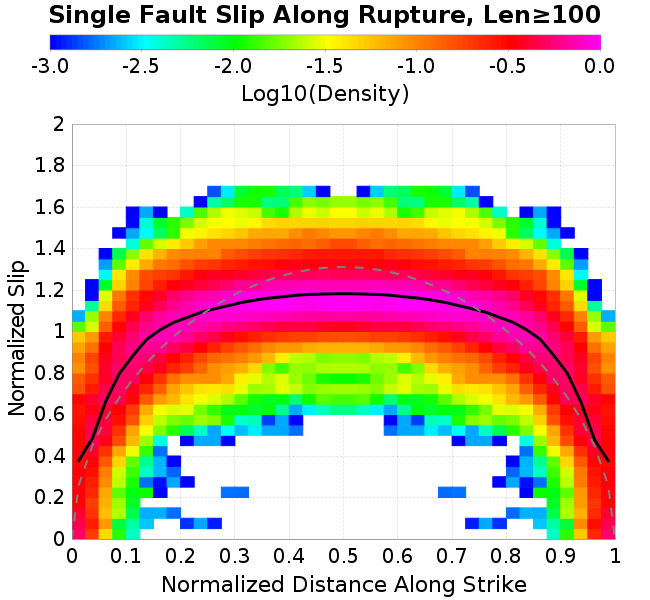 Single Fault Slip Along Rupture, Len≥100
-3.0 -2.5 -2.0 -1.5 -1.0 -0.5 0.0
Log10(Density)
2
1.8
1.6
1.4
1.2
1
0.8
0.6
0.4
0.2
0
Normalized Slip
0 0.1 0.2 0.3 0.4 0.5 0.6 0.7 0.8 0.9 1
Normalized Distance Along Strike